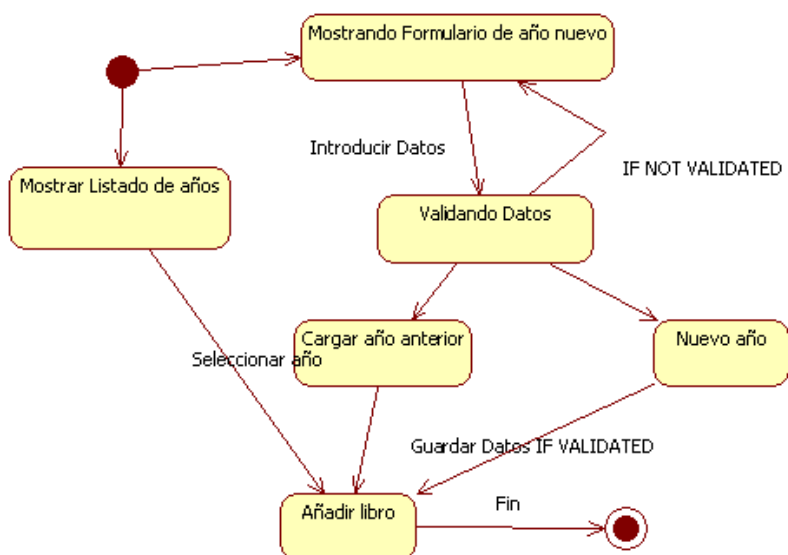 Mostrando Formulario de año nuevo
Introducir Datos
IF NOT VALIDATED
Mostrar Listado de años
Validando Datos
Cargar año anterior
Nuevo año
Seleccionar año
Guardar Datos IF VALIDATED
Añadir libro
Fin